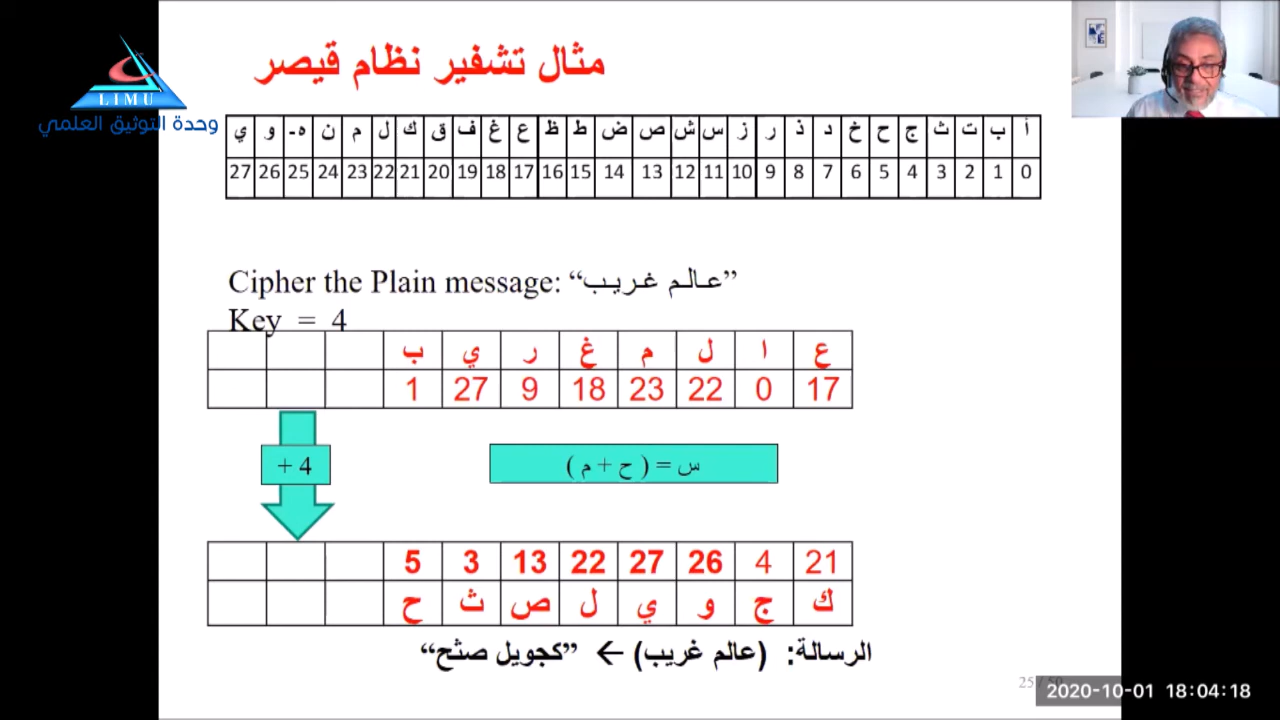 مثال تشفير نظام قيصر
LIMU
وحدة التوثيق العلمي
أ ب ت ث ج ح خ د ذ ر ز س ش ص ض ط ظ ع غ ف ق ك ل م ن هـ و ي
0 1 2 3 4 5 6 7 8 9 10 11 12 13 14 15 16 17 18 19 20 21 22 23 24 25 26 27
Cipher the Plain message: “عـالـم غـريـب”
Key = 4
ع ا ل م غ ر ي ب
17 0 22 23 18 9 27 1
+ 4
س = ( ح + م )
21 4 26 27 22 13 3 5
ك ج و ي ل ص ث ح
الرسالة: (عالم غريب) ← “كجويل صثح”
2020-10-01 18:04:18